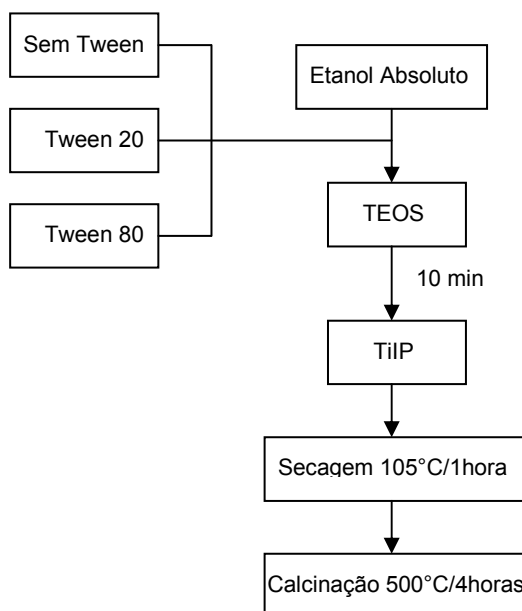 Sem Tween
Etanol Absoluto
Tween 20
TEOS
Tween 80
10 min
TiIP
Secagem 105°C/1hora
Calcinação 500°C/4horas